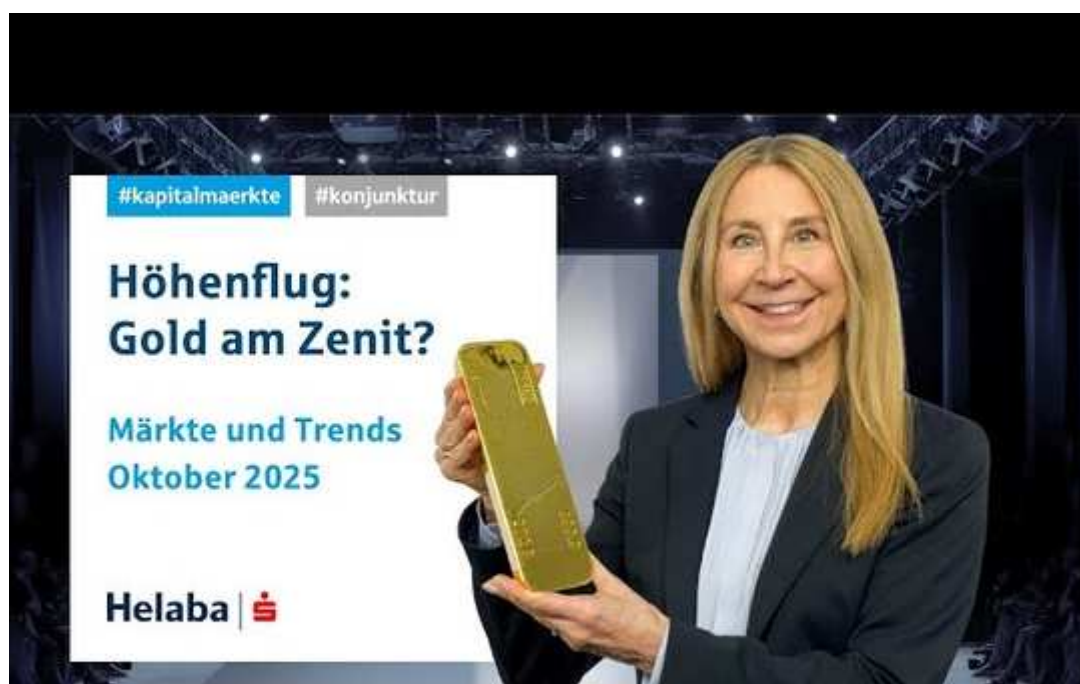 #kapitalmaerkte #konjunktur
Höhenflug:
Gold am Zenit?
Märkte und Trends
Oktober 2025
Helaba